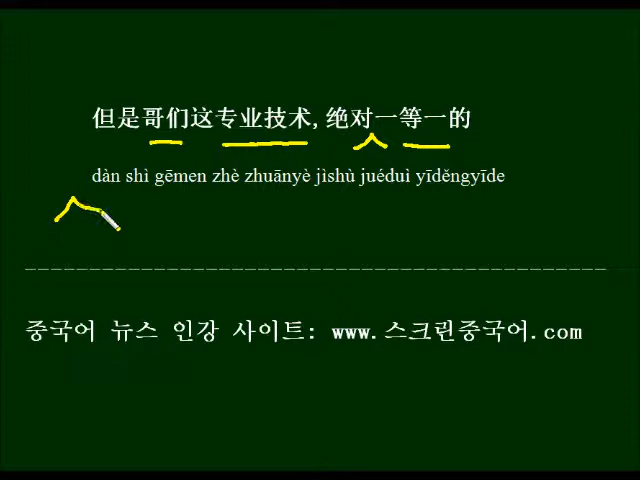 但是哥们这专业技术,绝对一等一的
dàn shì gēmen zhè zhuānyè jìshù juéduì yīděngyīde
중국어 뉴스 인강 사이트: www.스크린중국어.com